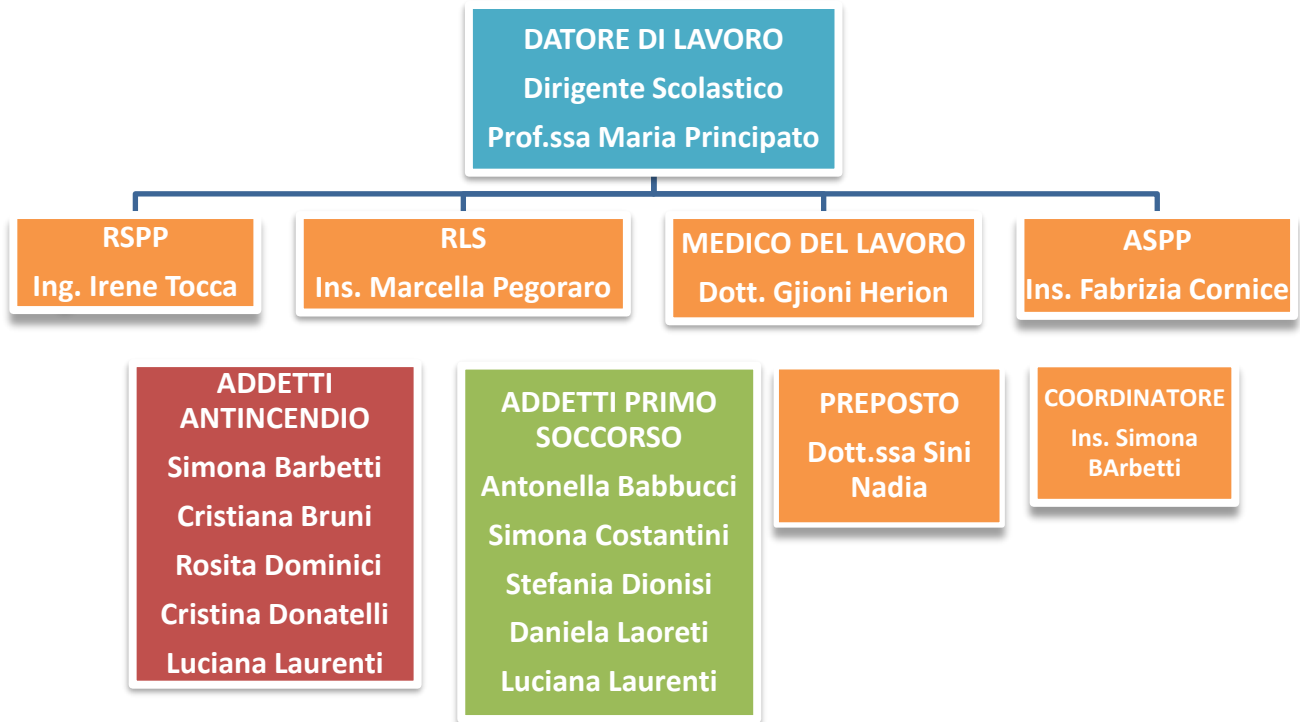 DATORE DI LAVORO
Dirigente Scolastico
Prof.ssa Maria Principato
RSPP
Ing. Irene Tocca
RLS
Ins. Marcella Pegoraro
MEDICO DEL LAVORO
Dott. Gjioni Herion
ASPP
Ins. Fabrizia Cornice
ADDETTI
ANTINCENDIO
Simona Barbetti
Cristiana Bruni
Rosita Dominici
Cristina Donatelli
Luciana Laurenti
ADDETTI PRIMO
SOCCORSO
Antonella Babbucci
Simona Costantini
Stefania Dionisi
Daniela Laoreti
Luciana Laurenti
PREPOSTO
Dott.ssa Sini
Nadia
COORDINATORE
Ins. Simona
BArbetti